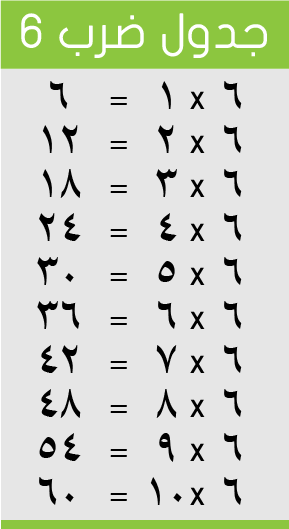 جدول ضرب 6
٦ x ١ = ٦
٦ x ٢ = ١٢
٦ x ٣ = ١٨
٦ x ٤ = ٢٤
٦ x ٥ = ٣٠
٦ x ٦ = ٣٦
٦ x ٧ = ٤٢
٦ x ٨ = ٤٨
٦ x ٩ = ٥٤
٦ x ١٠ = ٦٠